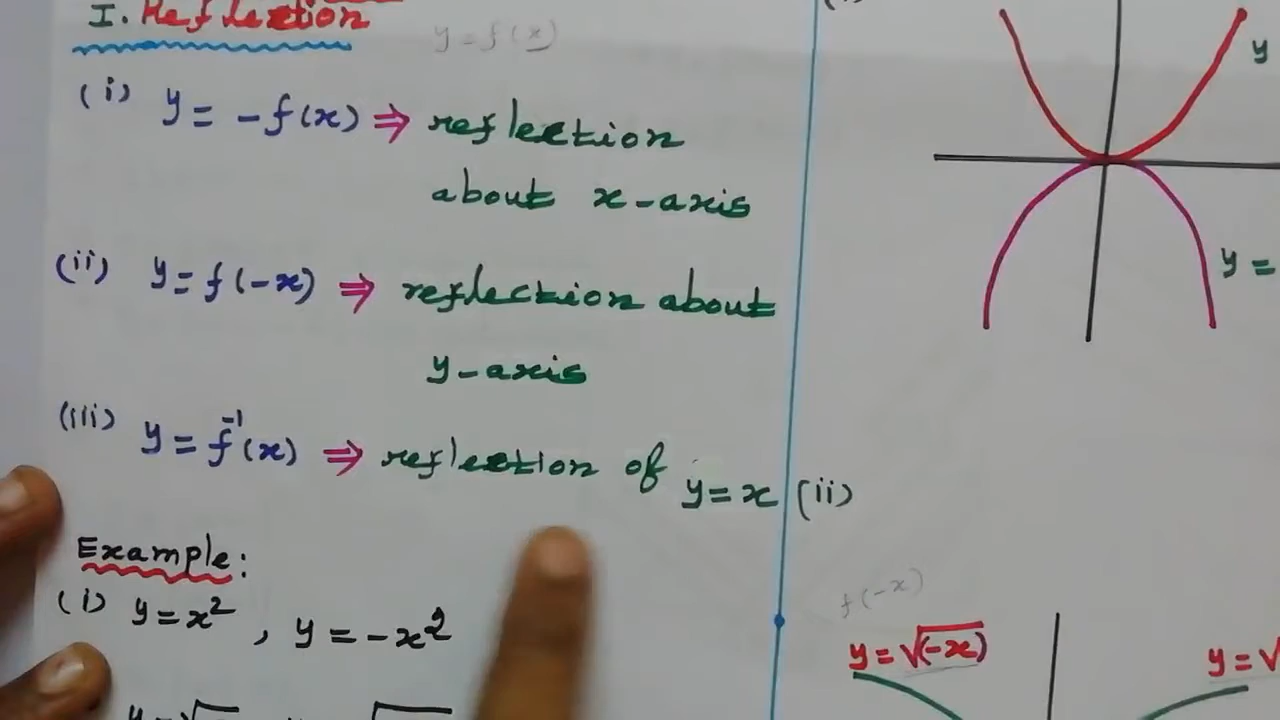 I. Reflection
y=f(x)
(i) y = -f(x) ⇒ reflection
about x-axis
(ii) y=f(-x) ⇒ reflection about
y-axis
(iii) y = f⁻¹(x) ⇒ reflection of y=x
Example:
(i) y=x², y=-x²
y
y =
(ii)
f(-x)
y=√(-x)
y=√